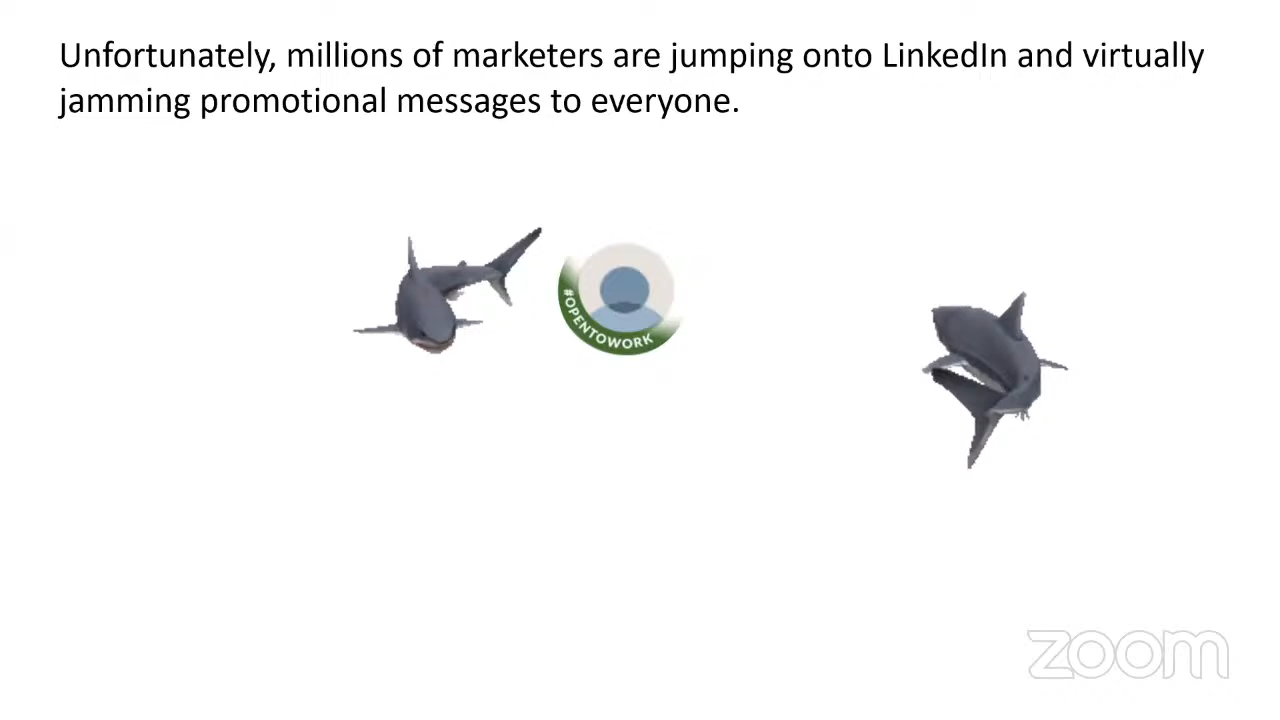 Unfortunately, millions of marketers are jumping onto LinkedIn and virtually
jamming promotional messages to everyone.
#OPENTOWORK
zoom